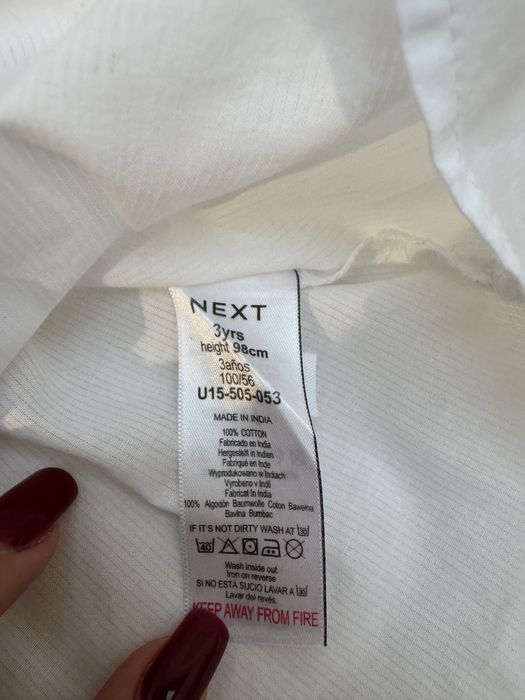 NEXT
3yrs
height 98cm
3años
100/56
U15-505-053
MADE IN INDIA
100% COTTON
Fabricado en India
Hergestellt in Indien
Fabriqué en Inde
Wyprodukowano w Indiach
Vyrobeno v Indii
Fabricat în India
100% Algodón Baumwolle Coton Bawełna
Bavlna Bumbac
IF IT'S NOT DIRTY WASH AT 30
40
Wash inside out
Iron on reverse
SI NO ESTÁ SUCIO LAVAR A 30
Lavar del revés.
KEEP AWAY FROM FIRE